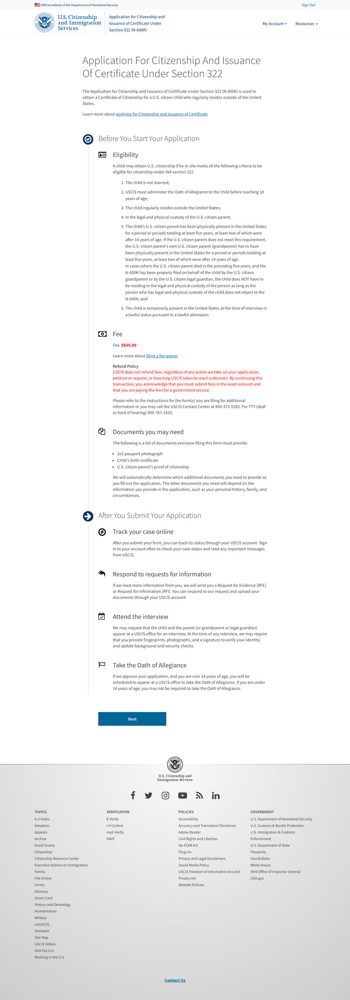 Official website of the Department of Homeland Security
Sign Out
U.S. Citizenship
and Immigration
Services
Application for Citizenship and
Issuance of Certificate Under
Section 322 (N-600K)
My Account
Resources
Application For Citizenship And Issuance
Of Certificate Under Section 322
The Application for Citizenship and Issuance of Certificate Under Section 322 (N-600K) is used to
obtain a Certificate of Citizenship for a U.S. citizen child who regularly resides outside of the United
States.
Learn more about applying for Citizenship and Issuance of Certificate
Before You Start Your Application
Eligibility
A child may obtain U.S. citizenship if he or she meets all the following criteria to be
eligible for citizenship under INA section 322:
1. The child is not married;
2. USCIS must administer the Oath of Allegiance to the child before reaching 18
years of age;
3. The child regularly resides outside the United States;
4. In the legal and physical custody of the U.S. citizen parent;
5. The child's U.S. citizen parent has been physically present in the United States
for a period or periods totaling at least five years, at least two of which were
after 14 years of age. If the U.S. citizen parent does not meet this requirement,
the U.S. citizen parent's own U.S. citizen parent (grandparent) has to have
been physically present in the United States for a period or periods totaling at
least five years, at least two of which were after 14 years of age.
In cases where the U.S. citizen parent died in the preceding five years, and the
N-600K has been properly filed on behalf of the child by the U.S. citizen
grandparent or by the U.S. citizen legal guardian, the child does NOT have to
be residing in the legal and physical custody of the person as long as the
person who has legal and physical custody of the child does not object to the
N-600K; and
6. The child is temporarily present in the United States at the time of interview in
a lawful status pursuant to a lawful admission.
Fee
Fee: $935.00
Learn more about filing a fee waiver.
Refund Policy
USCIS does not refund fees, regardless of any action we take on your application,
petition or request, or how long USCIS takes to reach a decision. By continuing this
transaction, you acknowledge that you must submit fees in the exact amount and
that you are paying the fees for a government service.
Please refer to the instructions for the form(s) you are filing for additional
information or you may call the USCIS Contact Center at 800-375-5283. For TTY (deaf
or hard of hearing) 800-767-1833.
Documents you may need
The following is a list of documents everyone filing this form must provide:
• 2x2 passport photograph
• Child's birth certificate
• U.S. citizen parent's proof of citizenship
We will automatically determine which additional documents you need to provide as
you fill out the application. The other documents you need will depend on the
information you provide in the application, such as your personal history, family, and
circumstances.
After You Submit Your Application
Track your case online
After you submit your form, you can track its status through your USCIS account. Sign
in to your account often to check your case status and read any important messages
from USCIS.
Respond to requests for information
If we need more information from you, we will send you a Request for Evidence (RFE)
or Request for Information (RFI). You can respond to our request and upload your
documents through your USCIS account.
Attend the interview
We may request that the child and the parent (or grandparent or legal guardian)
appear at a USCIS office for an interview. At the time of any interview, we may require
that you provide fingerprints, photographs, and a signature to verify your identity
and update background and security checks.
Take the Oath of Allegiance
If we approve your application, and you are over 14 years of age, you will be
scheduled to appear at a USCIS office to take the Oath of Allegiance. If you are under
14 years of age, you may not be required to take the Oath of Allegiance.
Next
U.S. Citizenship and
Immigration Services
TOPICS
A-Z Index
Adoption
Appeals
Archive
Avoid Scams
Citizenship
Citizenship Resource Center
Executive Actions on Immigration
Family
File Online
Forms
Glossary
Green Card
History and Genealogy
Humanitarian
Military
myUSCIS
Outreach
Site Map
USCIS Videos
Visit the U.S.
Working in the U.S.
VERIFICATION
E-Verify
I-9 Central
myE-Verify
SAVE
POLICIES
Accessibility
Accuracy and Translation Disclaimer
Adobe Reader
Civil Rights and Liberties
No FEAR Act
Plug-ins
Privacy and Legal Disclaimers
Social Media Policy
USCIS Freedom of Information Act and
Privacy Act
Website Policies
GOVERNMENT
U.S. Department of Homeland Security
U.S. Customs & Border Protection
U.S. Immigration & Customs
Enforcement
U.S. Department of State
Passports
Visa Bulletin
White House
DHS Office of Inspector General
USA.gov
Contact Us